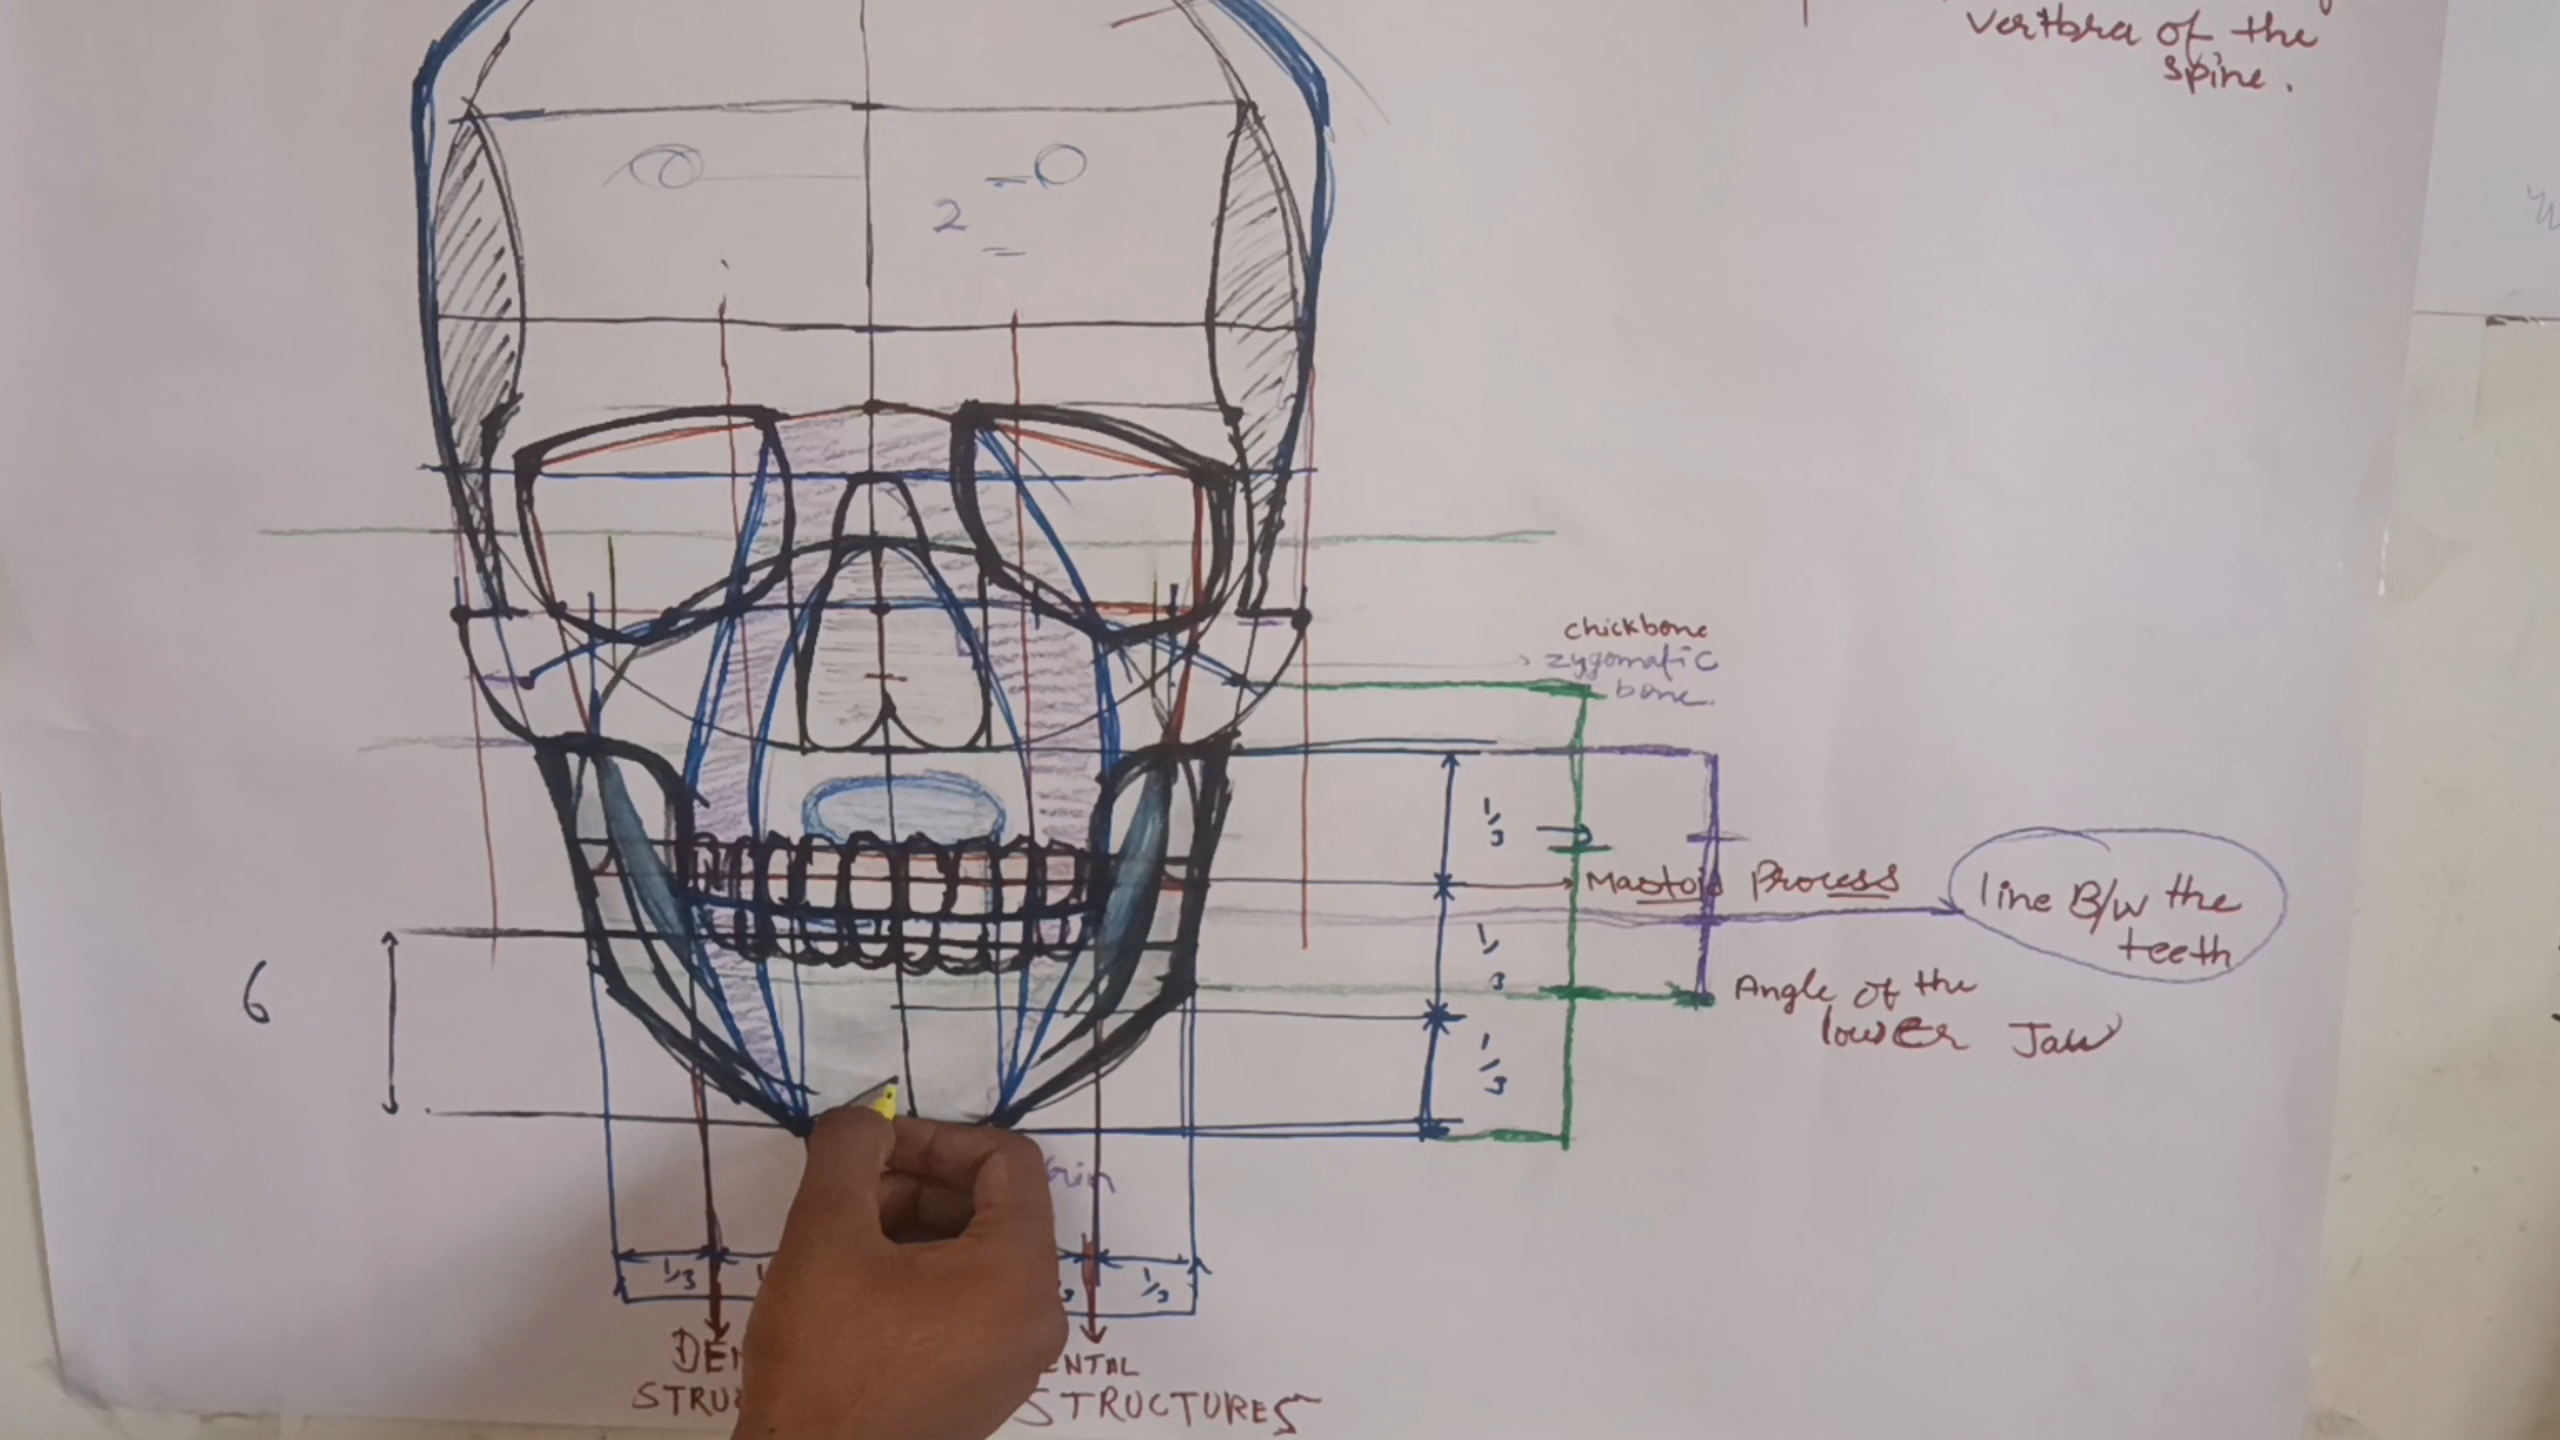 vertbra of the
spine.
2
chickbone
zygomatic
bone.
1/3
Mastoid Process
line B/w the
teeth
1/3
6
Angle of the
lower Jaw
1/3
1/3
1/3
STRUCTURES